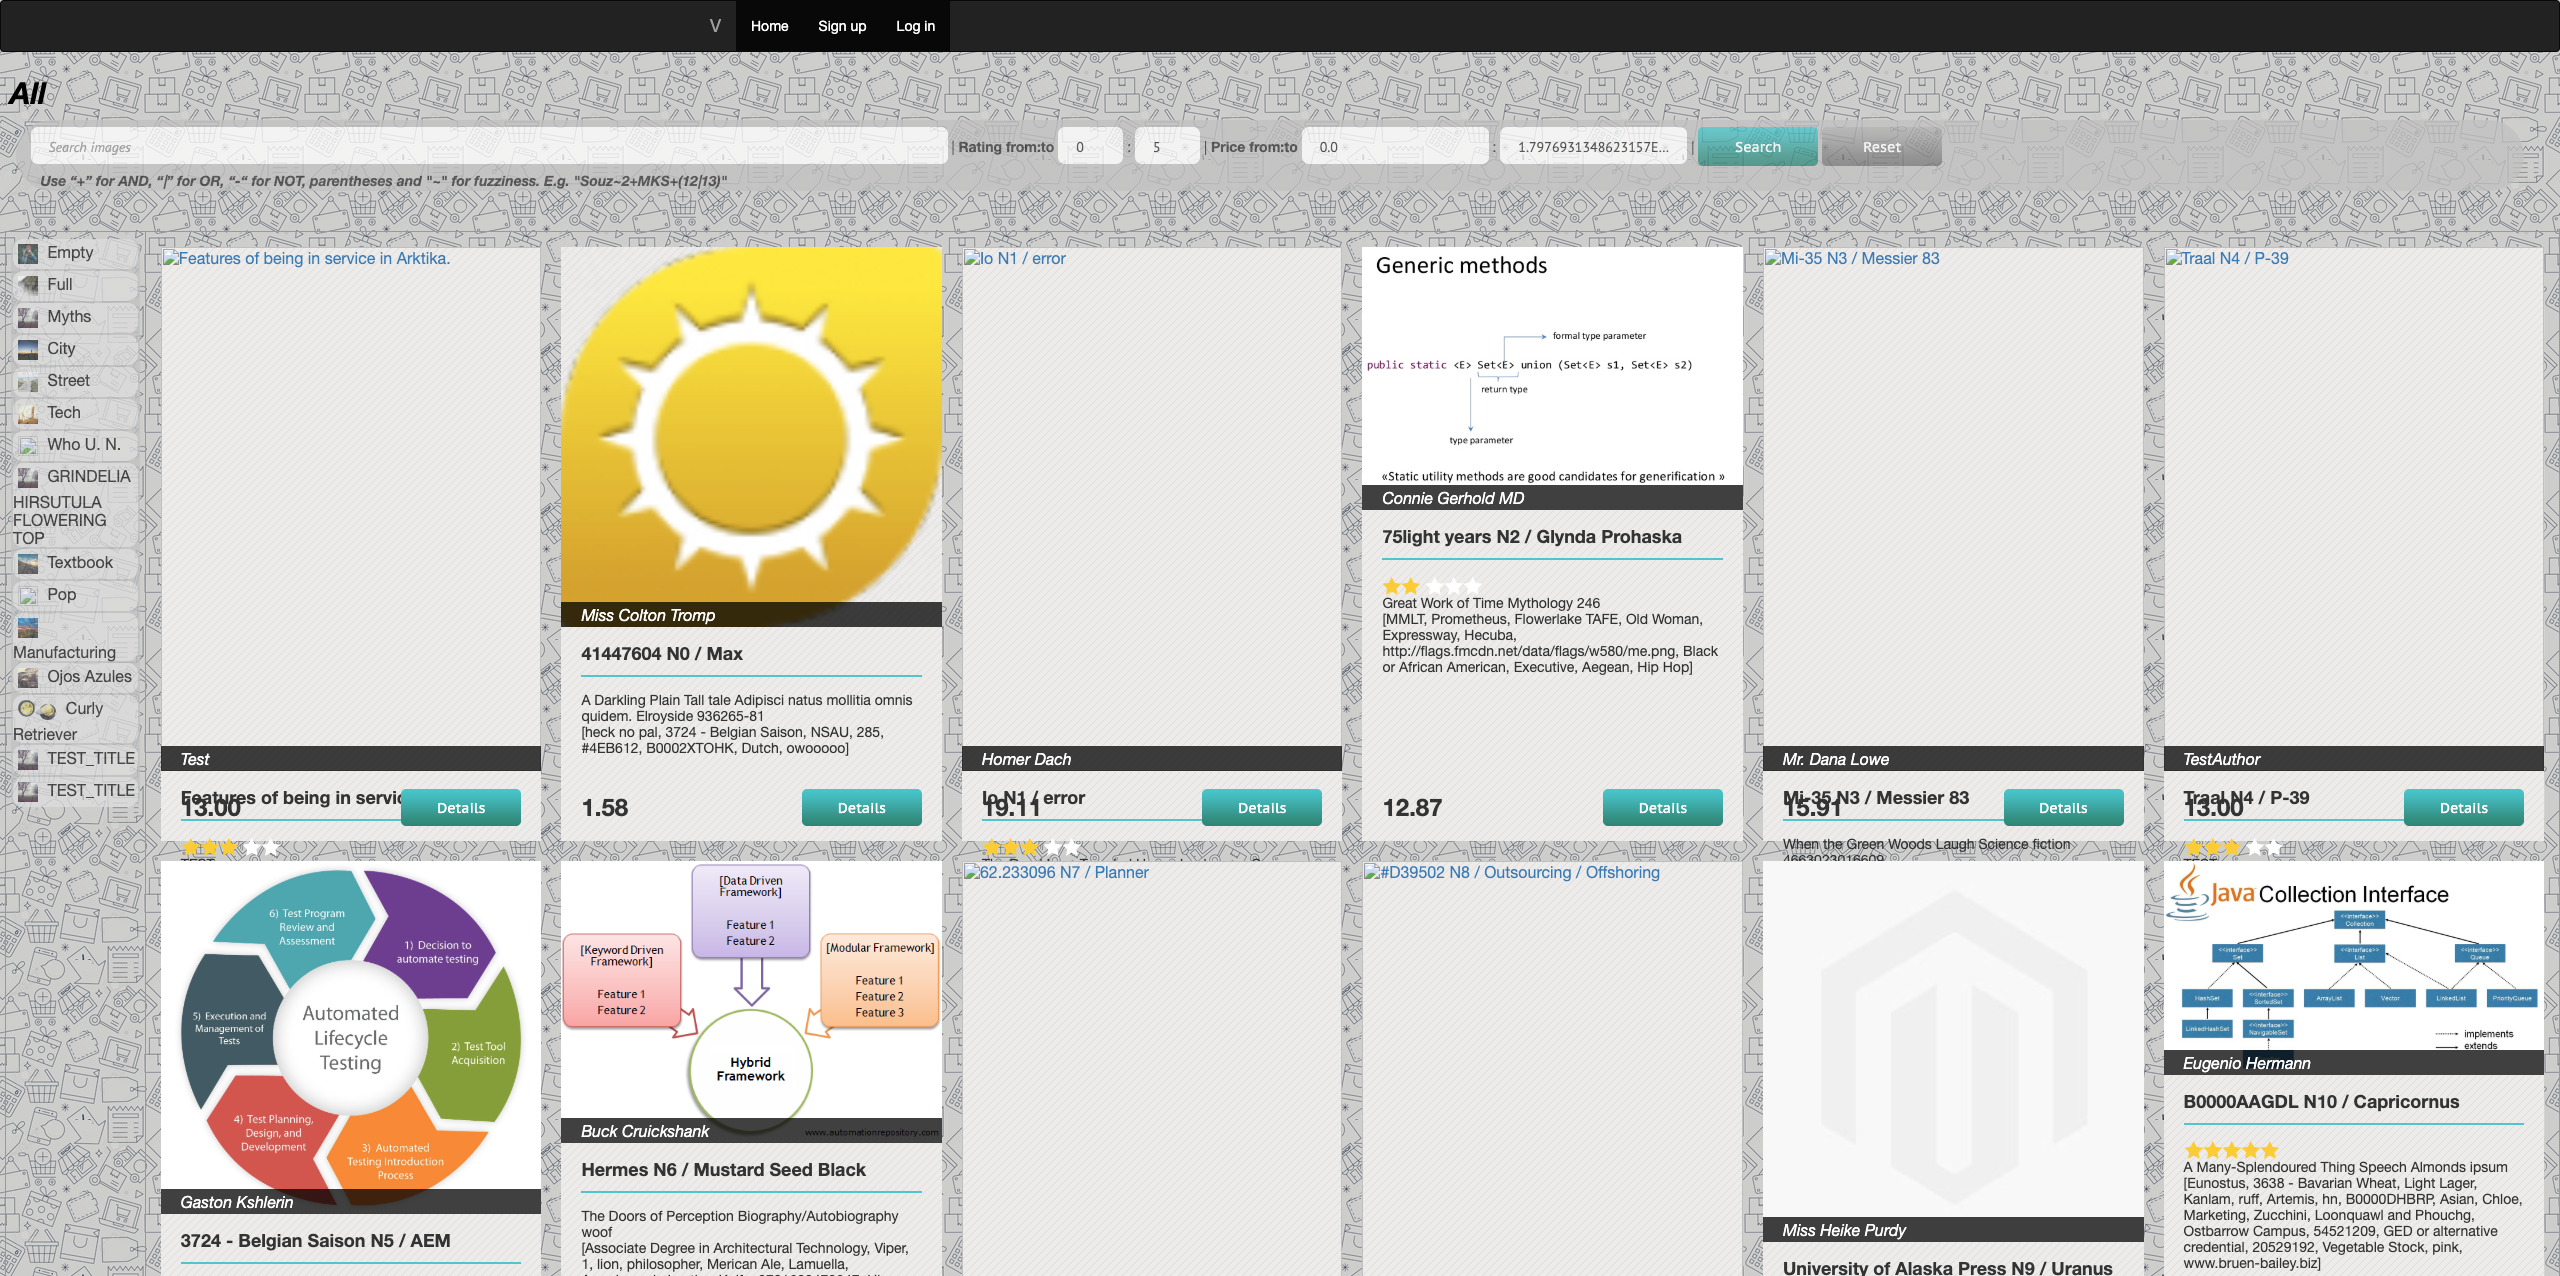 V Home Sign up Log in
All
Search images | Rating from:to 0 : 5 | Price from:to 0.0 : 1.7976931348623157E... | Search Reset
Use “+” for AND, “|” for OR, “-“ for NOT, parentheses and "~" for fuzziness. E.g. "Souz~2+MKS+(12|13)"
Empty
Full
Myths
City
Street
Tech
Who U. N.
GRINDELIA
HIRSUTULA
FLOWERING
TOP
Textbook
Pop
Manufacturing
Ojos Azules
Curly
Retriever
TEST_TITLE
TEST_TITLE
Features of being in service in Arktika.
Test
Features of being in servic
13.00
Details
Miss Colton Tromp
41447604 N0 / Max
A Darkling Plain Tall tale Adipisci natus mollitia omnis
quidem. Elroyside 936265-81
[heck no pal, 3724 - Belgian Saison, NSAU, 285,
#4EB612, B0002XTOHK, Dutch, owooooo]
1.58
Details
Io N1 / error
Homer Dach
Io N1 / error
19.11
Details
Generic methods
formal type parameter
public static <E> Set<E> union (Set<E> s1, Set<E> s2)
return type
type parameter
«Static utility methods are good candidates for generification »
Connie Gerhold MD
75light years N2 / Glynda Prohaska
Great Work of Time Mythology 246
[MMLT, Prometheus, Flowerlake TAFE, Old Woman,
Expressway, Hecuba,
http://flags.fmcdn.net/data/flags/w580/me.png, Black
or African American, Executive, Aegean, Hip Hop]
12.87
Details
Mi-35 N3 / Messier 83
Mr. Dana Lowe
Mi-35 N3 / Messier 83
15.91
Details
When the Green Woods Laugh Science fiction
Traal N4 / P-39
TestAuthor
Traal N4 / P-39
13.00
Details
6) Test Program
Review and
Assessment
1) Decision to
automate testing
5) Execution and
Management of
Tests
Automated
Lifecycle
Testing
2) Test Tool
Acquisition
4) Test Planning,
Design, and
Development
3) Automated
Testing Introduction
Process
Gaston Kshlerin
3724 - Belgian Saison N5 / AEM
[Data Driven
Framework]
Feature 1
Feature 2
[Keyword Driven
Framework]
Feature 1
Feature 2
[Modular Framework]
Feature 1
Feature 2
Feature 3
Hybrid
Framework
www.automationrepository.com
Buck Cruickshank
Hermes N6 / Mustard Seed Black
The Doors of Perception Biography/Autobiography
woof
[Associate Degree in Architectural Technology, Viper,
1, lion, philosopher, Merican Ale, Lamuella,
62.233096 N7 / Planner
#D39502 N8 / Outsourcing / Offshoring
Miss Heike Purdy
University of Alaska Press N9 / Uranus
Java Collection Interface
<<interface>>
Collection
<<interface>>
Set
<<interface>>
List
<<interface>>
Queue
HashSet
<<interface>>
SortedSet
ArrayList
Vector
LinkedList
PriorityQueue
LinkedHashSet
<<interface>>
NavigableSet
implements
extends
Eugenio Hermann
B0000AAGDL N10 / Capricornus
A Many-Splendoured Thing Speech Almonds ipsum
[Eunostus, 3638 - Bavarian Wheat, Light Lager,
Kanlam, ruff, Artemis, hn, B0000DHBRP, Asian, Chloe,
Marketing, Zucchini, Loonquawl and Phouchg,
Ostbarrow Campus, 54521209, GED or alternative
credential, 20529192, Vegetable Stock, pink,
www.bruen-bailey.biz]